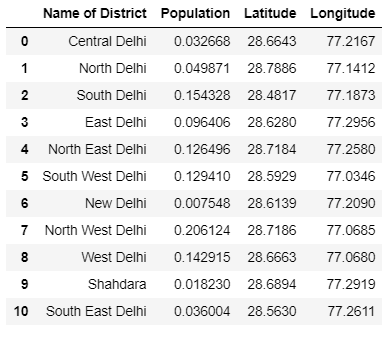 Name of District Population Latitude Longitude
0 Central Delhi 0.032668 28.6643 77.2167
1 North Delhi 0.049871 28.7886 77.1412
2 South Delhi 0.154328 28.4817 77.1873
3 East Delhi 0.096406 28.6280 77.2956
4 North East Delhi 0.126496 28.7184 77.2580
5 South West Delhi 0.129410 28.5929 77.0346
6 New Delhi 0.007548 28.6139 77.2090
7 North West Delhi 0.206124 28.7186 77.0685
8 West Delhi 0.142915 28.6663 77.0680
9 Shahdara 0.018230 28.6894 77.2919
10 South East Delhi 0.036004 28.5630 77.2611